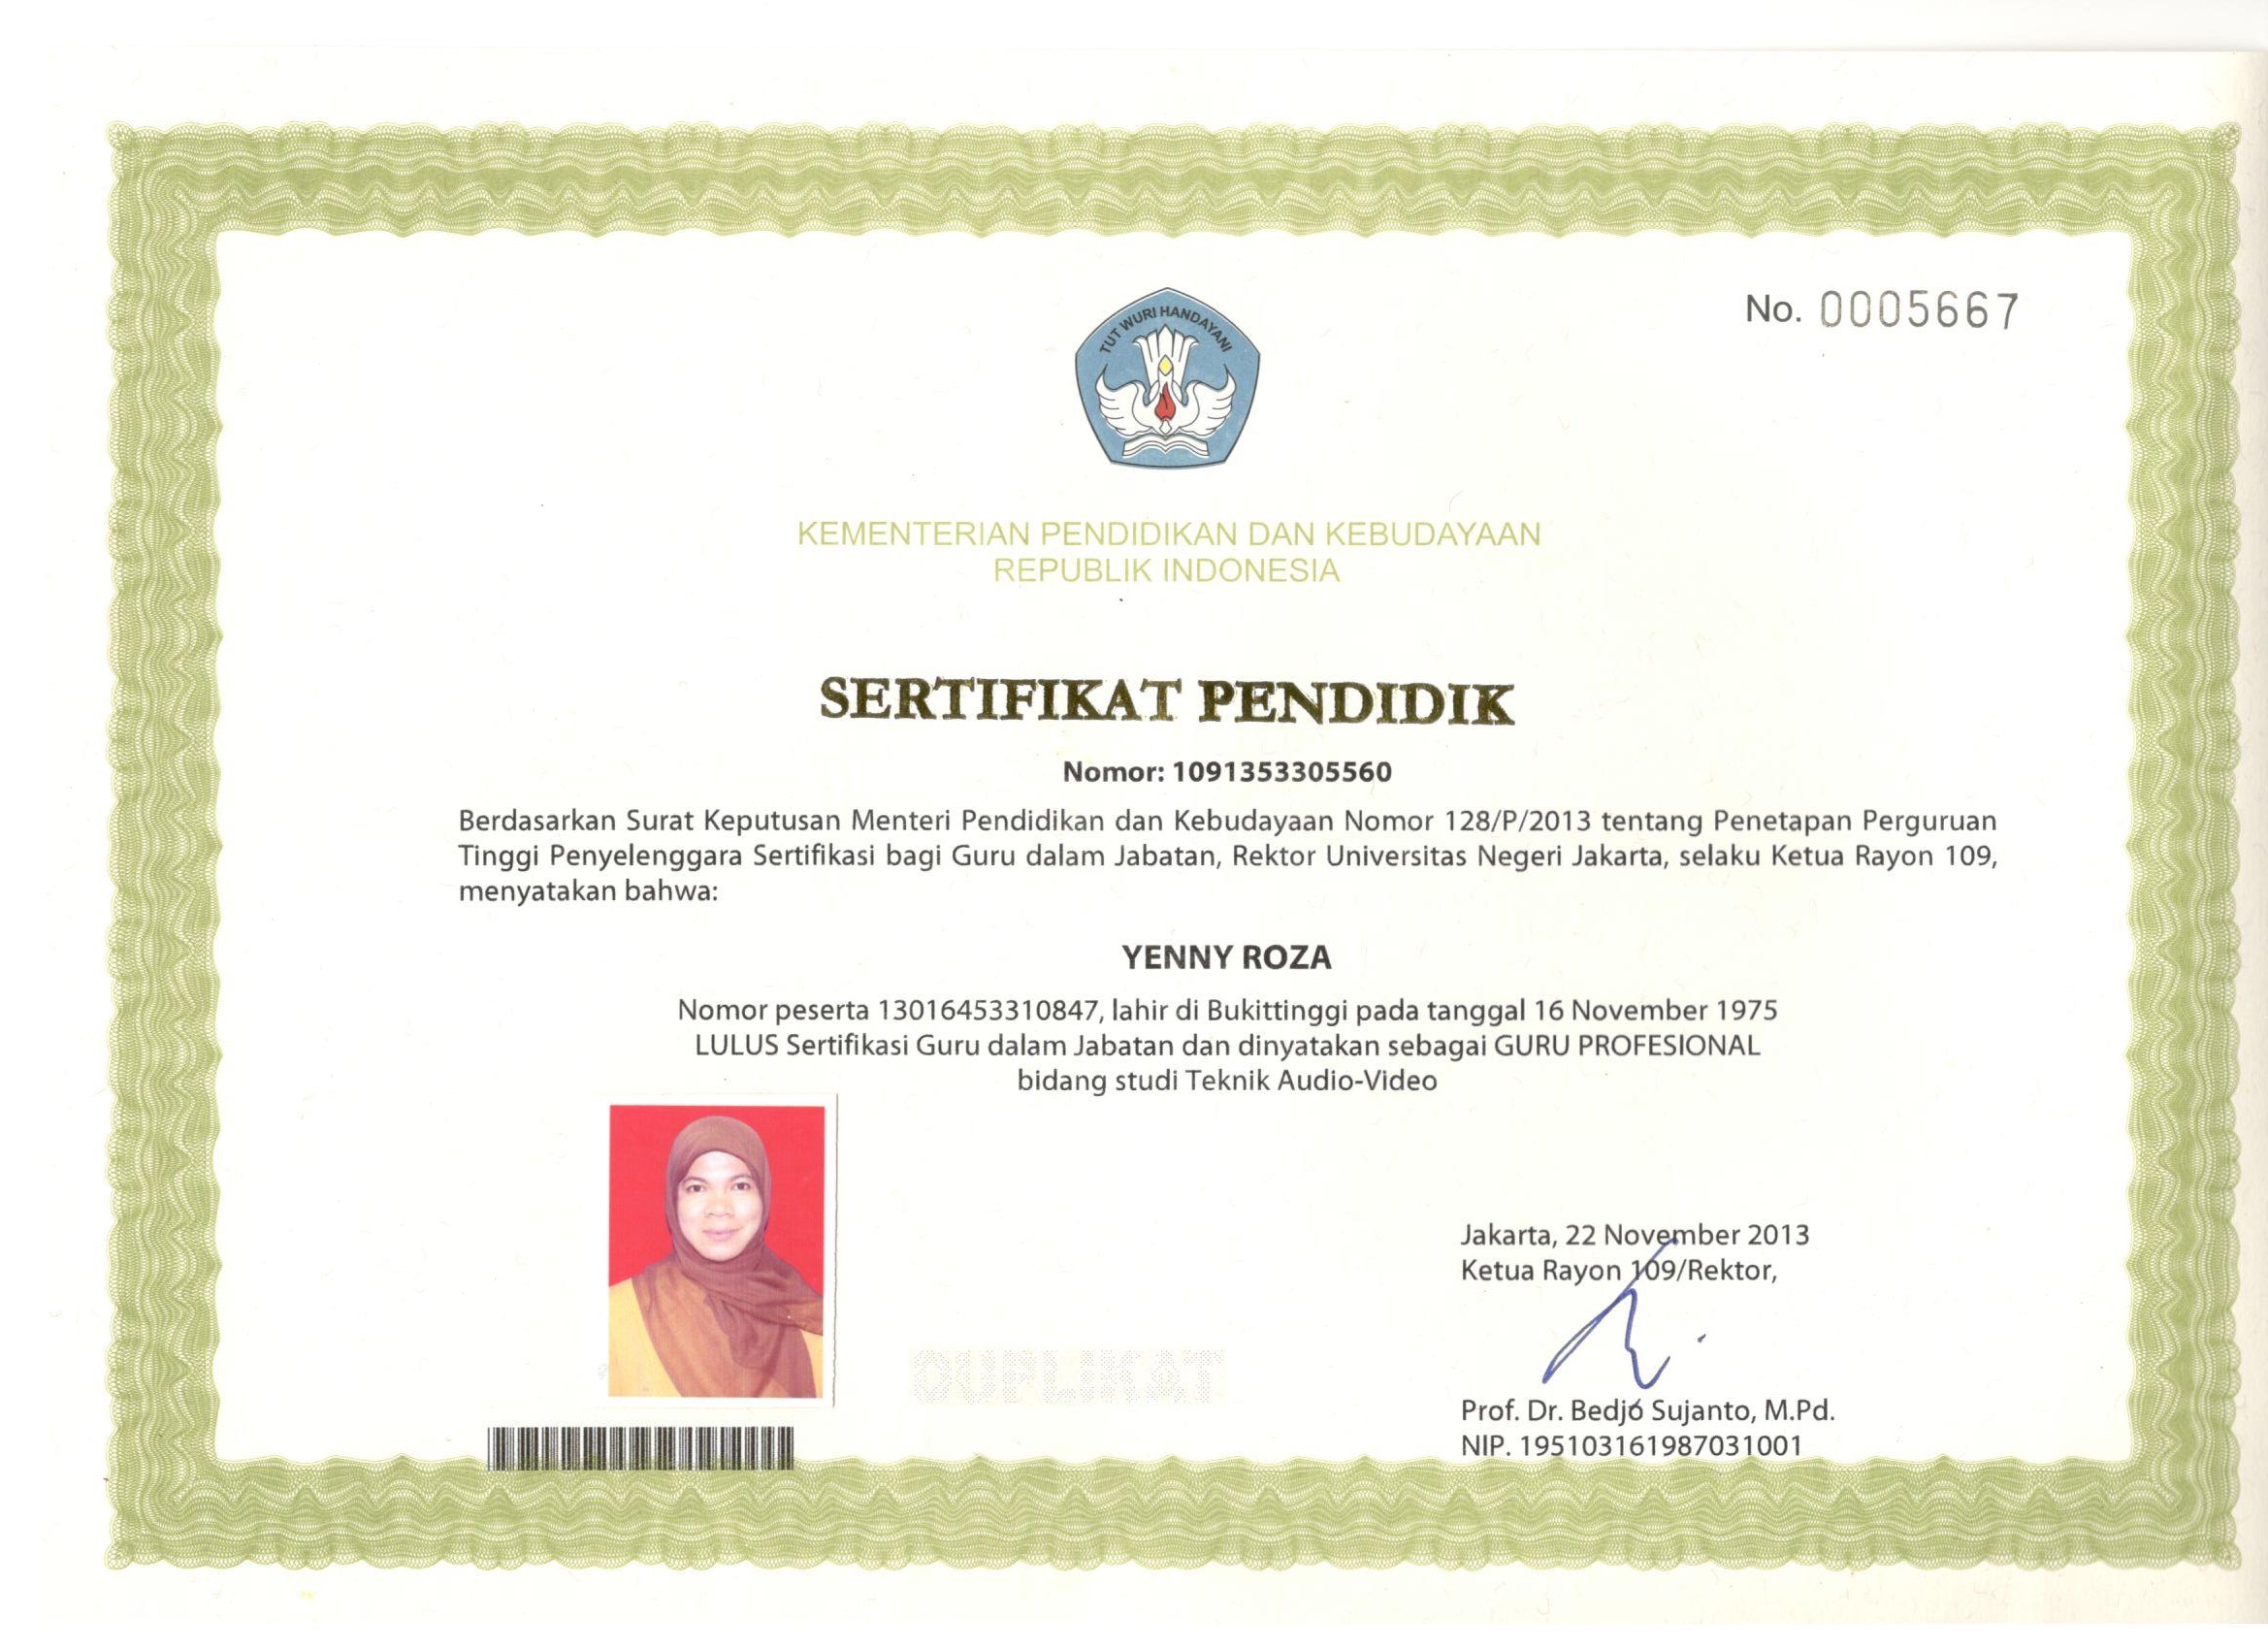 No. 0005667
TUT WURI HANDAYANI
KEMENTERIAN PENDIDIKAN DAN KEBUDAYAAN
REPUBLIK INDONESIA
SERTIFIKAT PENDIDIK
Nomor: 1091353305560
Berdasarkan Surat Keputusan Menteri Pendidikan dan Kebudayaan Nomor 128/P/2013 tentang Penetapan Perguruan
Tinggi Penyelenggara Sertifikasi bagi Guru dalam Jabatan, Rektor Universitas Negeri Jakarta, selaku Ketua Rayon 109,
menyatakan bahwa:
YENNY ROZA
Nomor peserta 13016453310847, lahir di Bukittinggi pada tanggal 16 November 1975
LULUS Sertifikasi Guru dalam Jabatan dan dinyatakan sebagai GURU PROFESIONAL
bidang studi Teknik Audio-Video
Jakarta, 22 November 2013
Ketua Rayon 109/Rektor,
DUPLIKAT
Prof. Dr. Bedjo Sujanto, M.Pd.
NIP. 195103161987031001